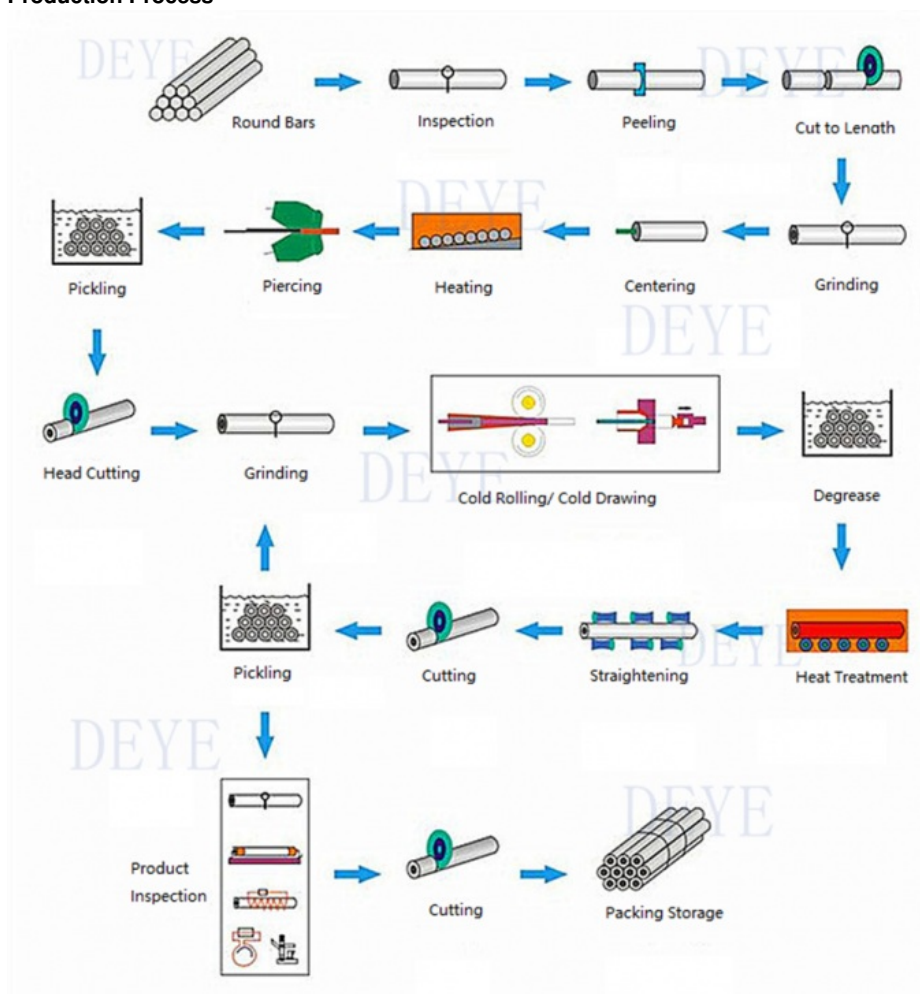 Production Process
DEYE
DEYE
Round Bars
Inspection
Peeling
Cut to Length
DEYE
Pickling
Piercing
Heating
Centering
Grinding
DEYE
Head Cutting
Grinding
DEYE
Cold Rolling/ Cold Drawing
Degrease
Pickling
Cutting
Straightening
DEYE
Heat Treatment
DEYE
DEYE
Product
Inspection
Cutting
Packing Storage